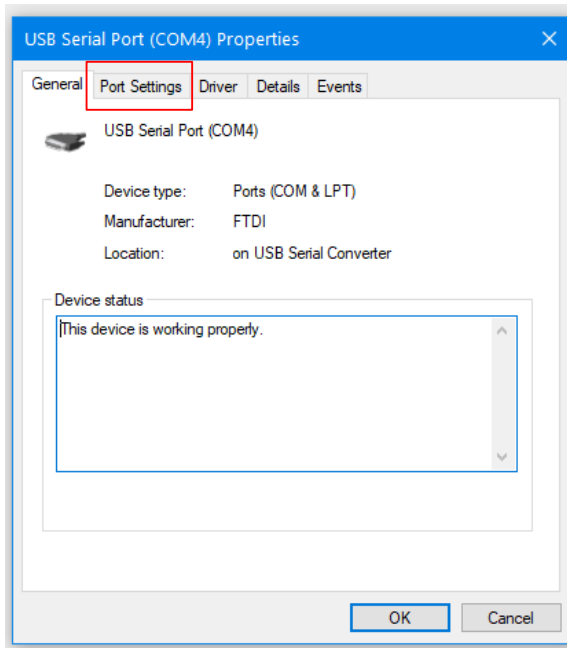 USB Serial Port (COM4) Properties
General Port Settings Driver Details Events
USB Serial Port (COM4)
Device type: Ports (COM & LPT)
Manufacturer: FTDI
Location: on USB Serial Converter
Device status
This device is working properly.
OK Cancel